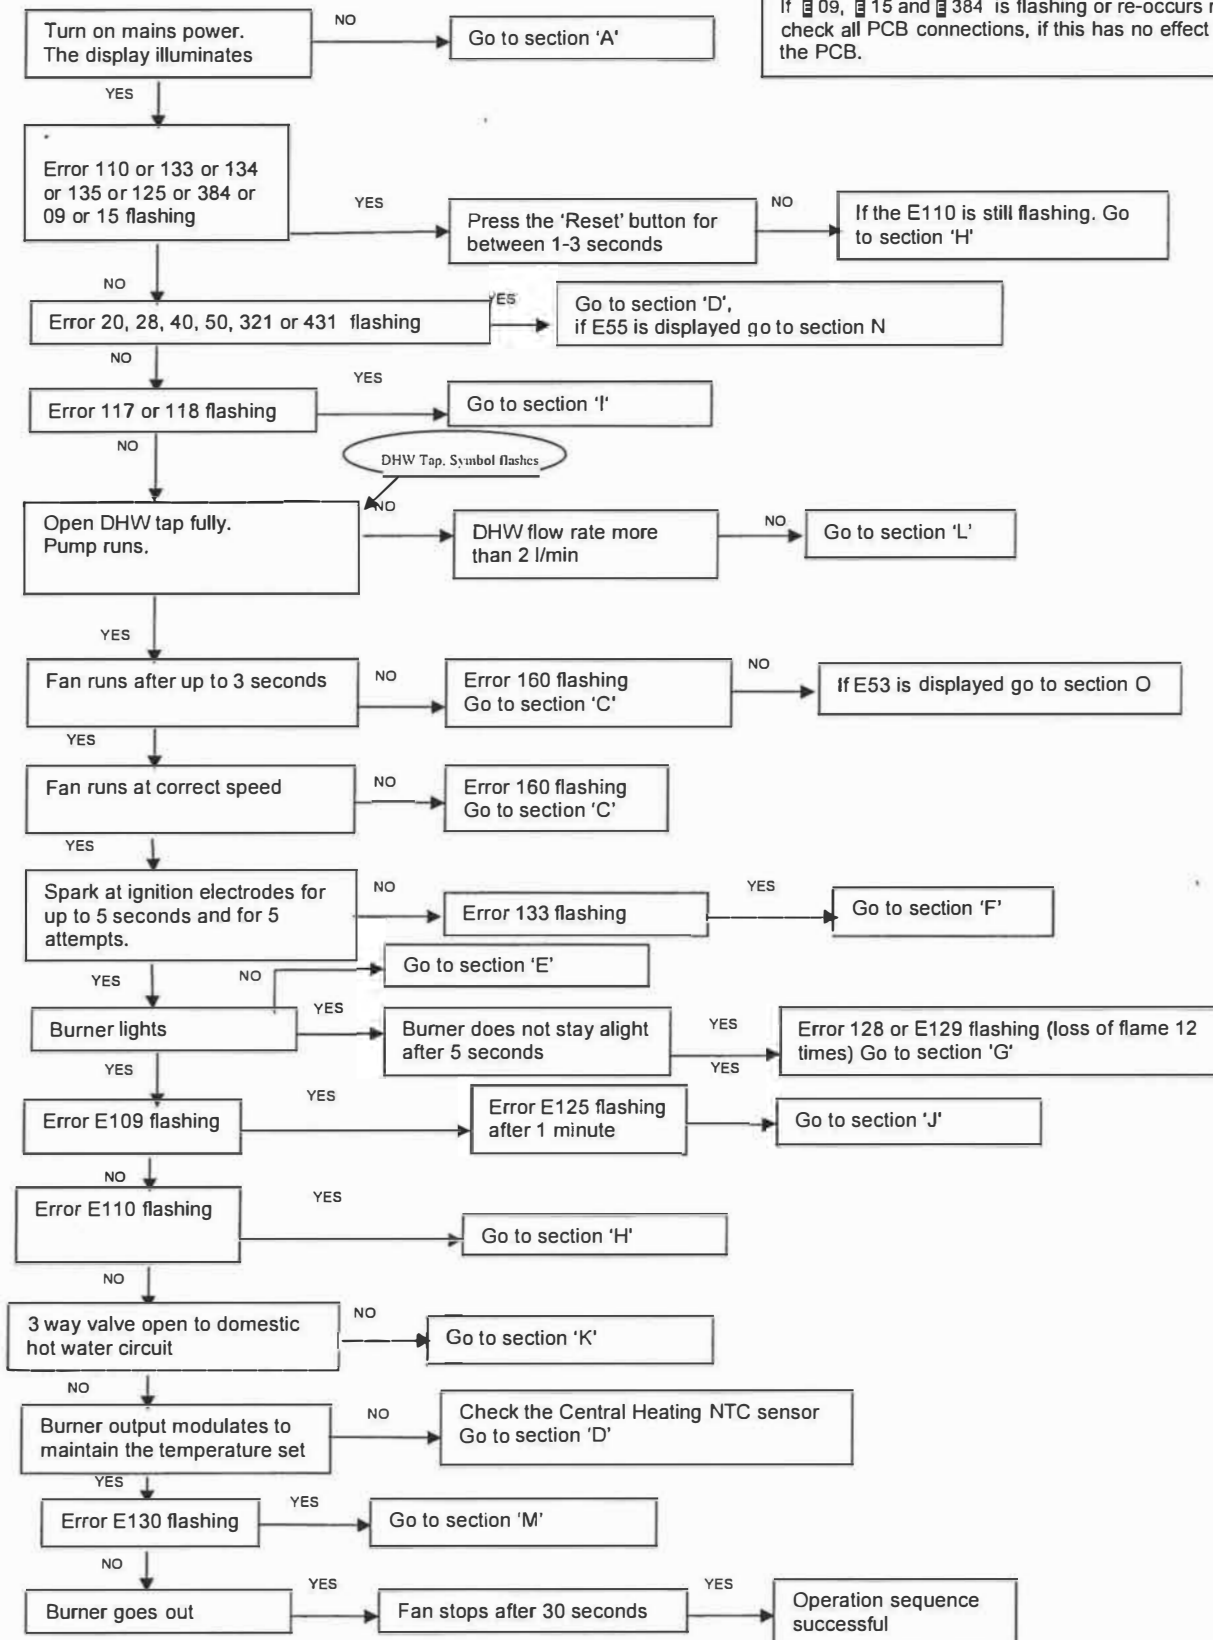 If E 09, E 15 and E 384 is flashing or re-occurs
check all PCB connections, if this has no effect
the PCB.
Turn on mains power.
The display illuminates
NO
Go to section 'A'
YES
Error 110 or 133 or 134
or 135 or 125 or 384 or
09 or 15 flashing
YES
Press the 'Reset' button for
between 1-3 seconds
NO
If the E110 is still flashing. Go
to section 'H'
NO
Error 20, 28, 40, 50, 321 or 431 flashing
YES
Go to section 'D',
if E55 is displayed go to section N
NO
Error 117 or 118 flashing
YES
Go to section 'I'
NO
DHW Tap. Symbol flashes
Open DHW tap fully.
Pump runs.
NO
DHW flow rate more
than 2 l/min
NO
Go to section 'L'
YES
Fan runs after up to 3 seconds
NO
Error 160 flashing
Go to section 'C'
NO
If E53 is displayed go to section O
YES
Fan runs at correct speed
NO
Error 160 flashing
Go to section 'C'
YES
Spark at ignition electrodes for
up to 5 seconds and for 5
attempts.
NO
Error 133 flashing
YES
Go to section 'F'
YES
NO
Go to section 'E'
Burner lights
YES
Burner does not stay alight
after 5 seconds
YES
YES
Error 128 or E129 flashing (loss of flame 12
times) Go to section 'G'
YES
Error E109 flashing
YES
Error E125 flashing
after 1 minute
Go to section 'J'
NO
Error E110 flashing
YES
Go to section 'H'
NO
3 way valve open to domestic
hot water circuit
NO
Go to section 'K'
NO
Burner output modulates to
maintain the temperature set
NO
Check the Central Heating NTC sensor
Go to section 'D'
YES
Error E130 flashing
YES
Go to section 'M'
NO
Burner goes out
YES
Fan stops after 30 seconds
YES
Operation sequence
successful